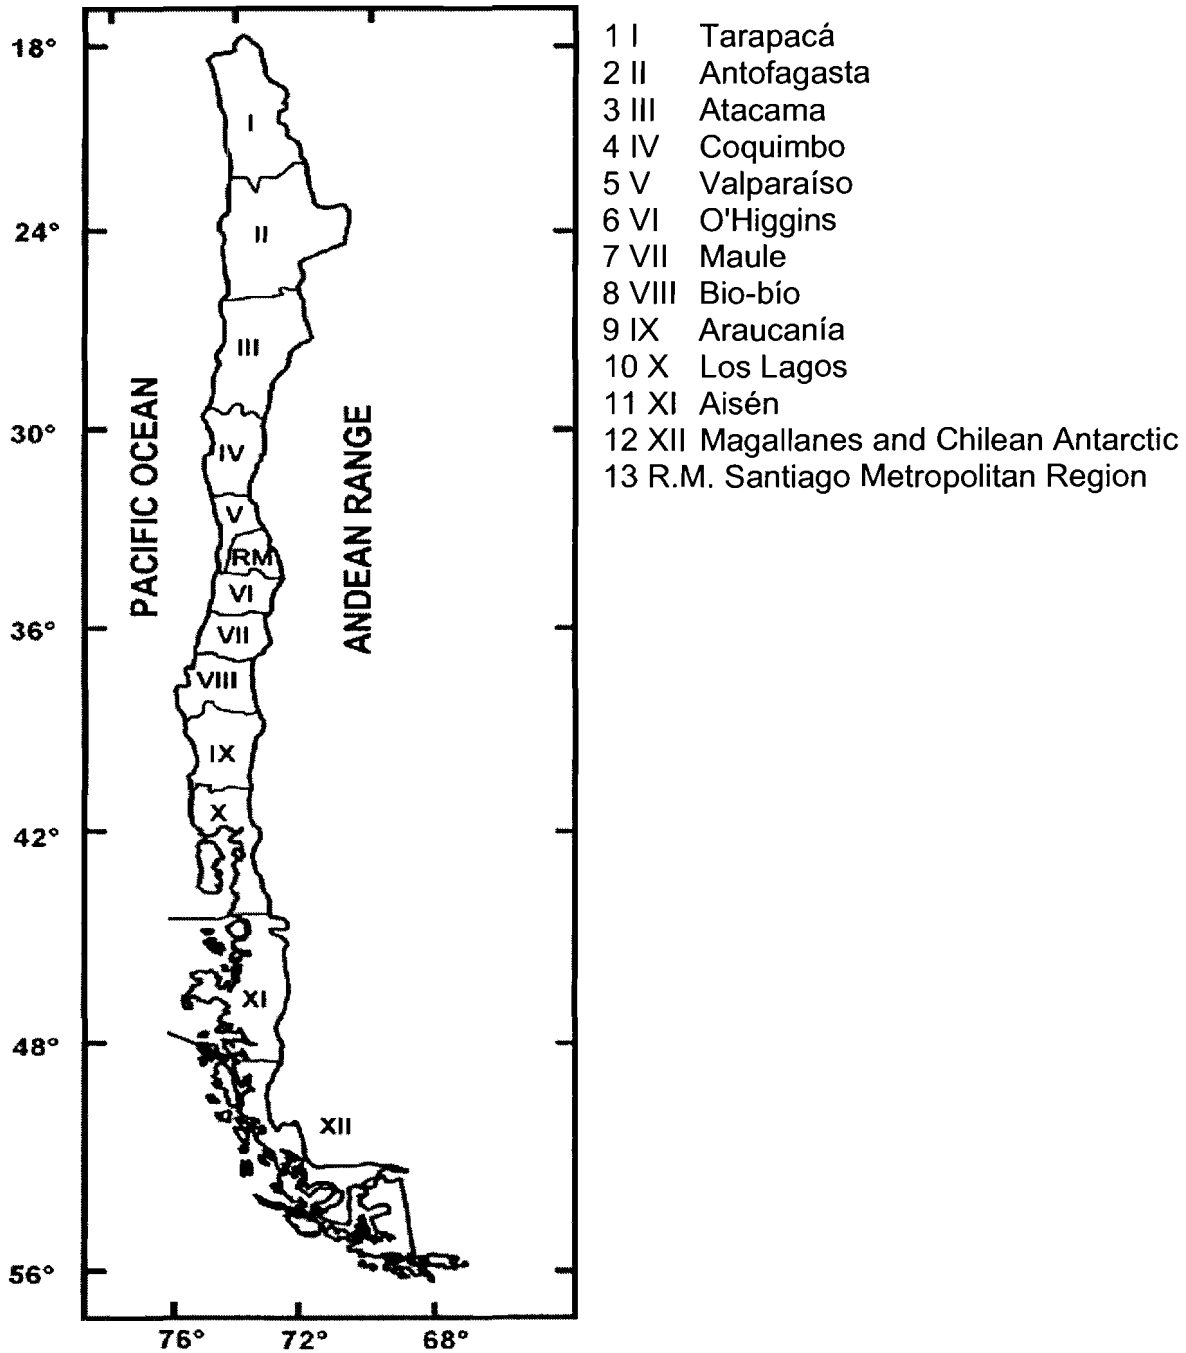 18°
24°
30°
36°
42°
48°
56°
76° 72° 68°
PACIFIC OCEAN
ANDEAN RANGE
I
II
III
IV
V
RM
VI
VII
VIII
IX
X
XI
XII
1 I Tarapacá
2 II Antofagasta
3 III Atacama
4 IV Coquimbo
5 V Valparaíso
6 VI O'Higgins
7 VII Maule
8 VIII Bio-bío
9 IX Araucanía
10 X Los Lagos
11 XI Aisén
12 XII Magallanes and Chilean Antarctic
13 R.M. Santiago Metropolitan Region